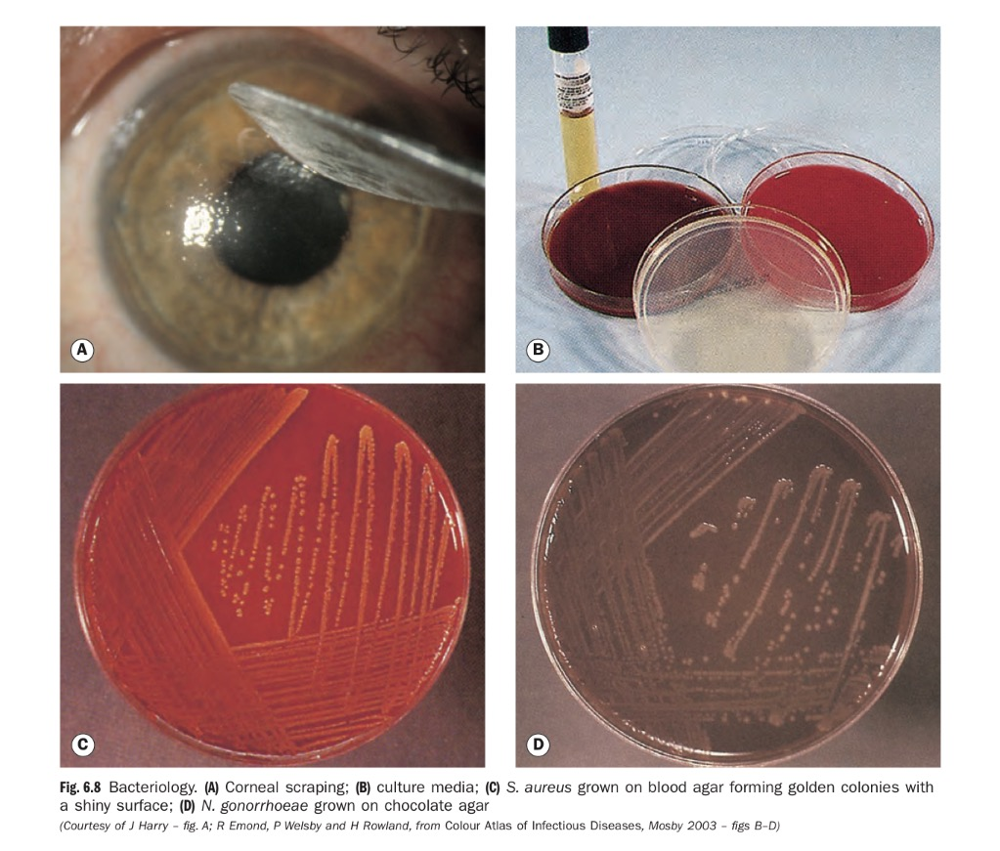 A
B
C
D
Fig. 6.8 Bacteriology. (A) Corneal scraping; (B) culture media; (C) S. aureus grown on blood agar forming golden colonies with
a shiny surface; (D) N. gonorrhoeae grown on chocolate agar
(Courtesy of J Harry – fig. A; R Emond, P Welsby and H Rowland, from Colour Atlas of Infectious Diseases, Mosby 2003 – figs B–D)